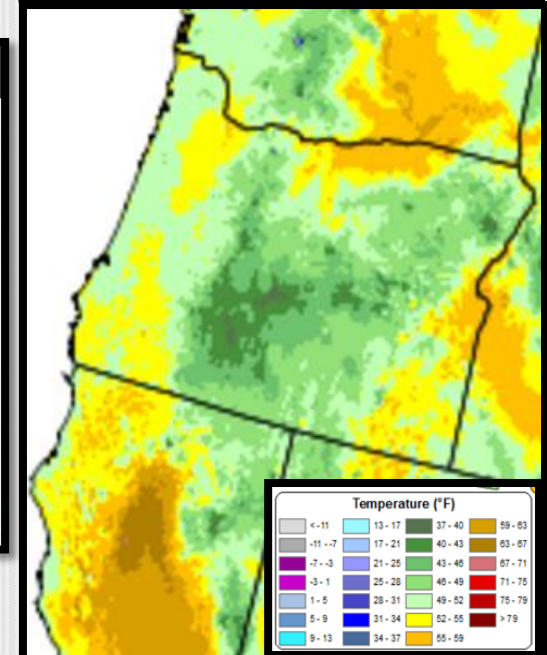 Temperature (°F)
< -11 13 - 17 37 - 40 59 - 63
-11 - -7 17 - 21 40 - 43 63 - 67
-7 - -3 21 - 25 43 - 46 67 - 71
-3 - 1 25 - 28 46 - 49 71 - 75
1 - 5 28 - 31 49 - 52 75 - 79
5 - 9 31 - 34 52 - 55 > 79
9 - 13 34 - 37 55 - 59